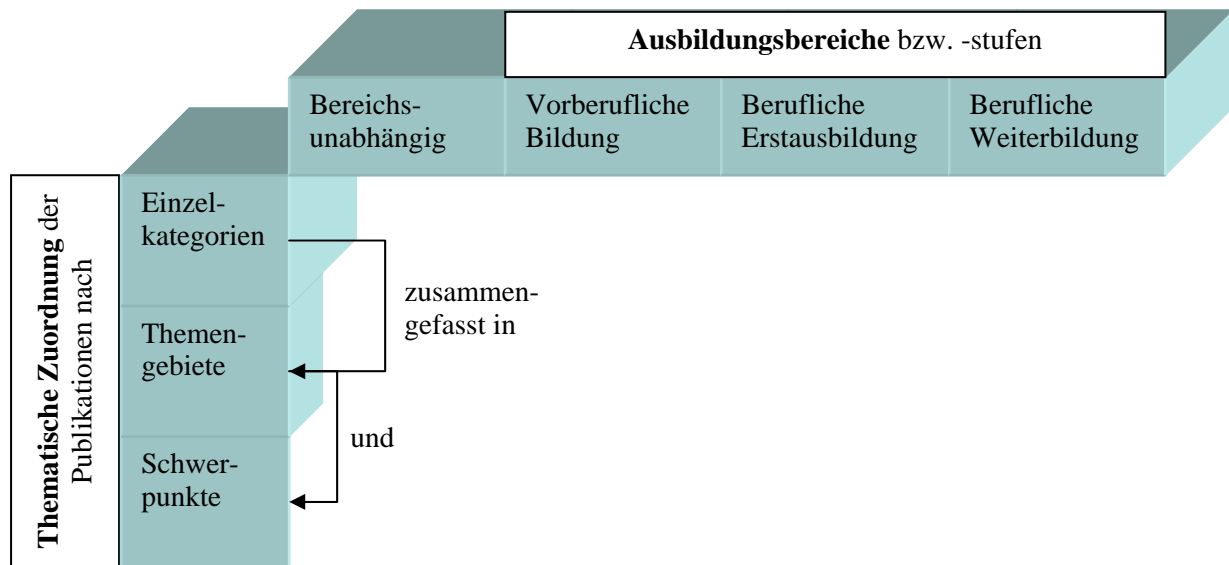 Ausbildungsbereiche bzw. -stufen
Bereichs-
unabhängig
Vorberufliche
Bildung
Berufliche
Erstausbildung
Berufliche
Weiterbildung
Thematische Zuordnung der
Publikationen nach
Einzel-
kategorien
zusammen-
gefasst in
Themen-
gebiete
und
Schwer-
punkte